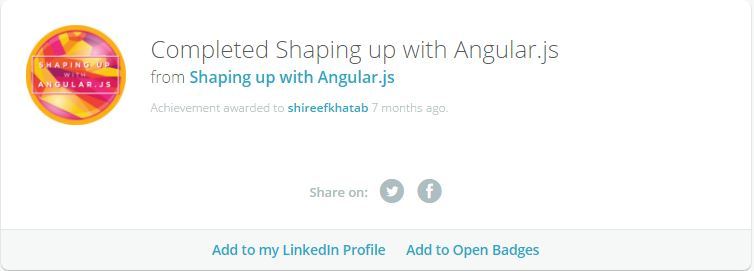 SHAPING UP
WITH
ANGULAR.JS
Completed Shaping up with Angular.js
from Shaping up with Angular.js
Achievement awarded to shireefkhatab 7 months ago.
Share on:
Add to my LinkedIn Profile Add to Open Badges